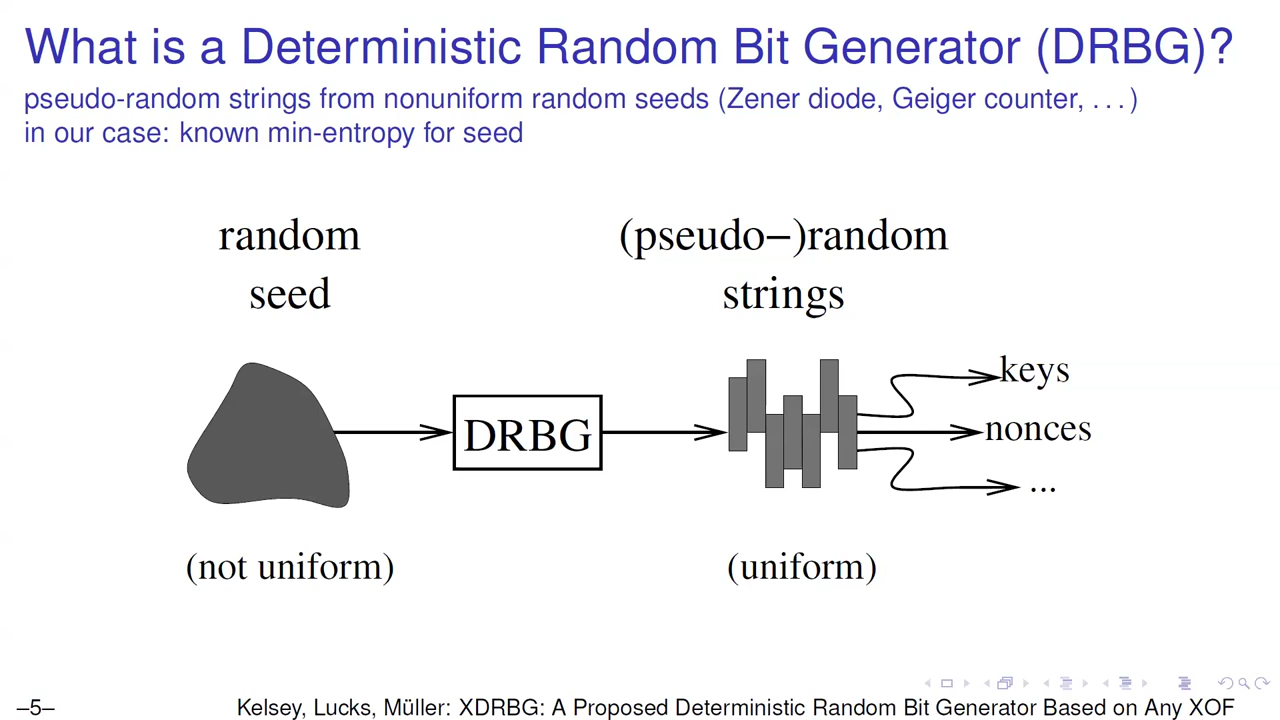 What is a Deterministic Random Bit Generator (DRBG)?
pseudo-random strings from nonuniform random seeds (Zener diode, Geiger counter, ...)
in our case: known min-entropy for seed
random
seed
(pseudo–)random
strings
DRBG
keys
nonces
...
(not uniform)
(uniform)
–5–
Kelsey, Lucks, Müller: XDRBG: A Proposed Deterministic Random Bit Generator Based on Any XOF